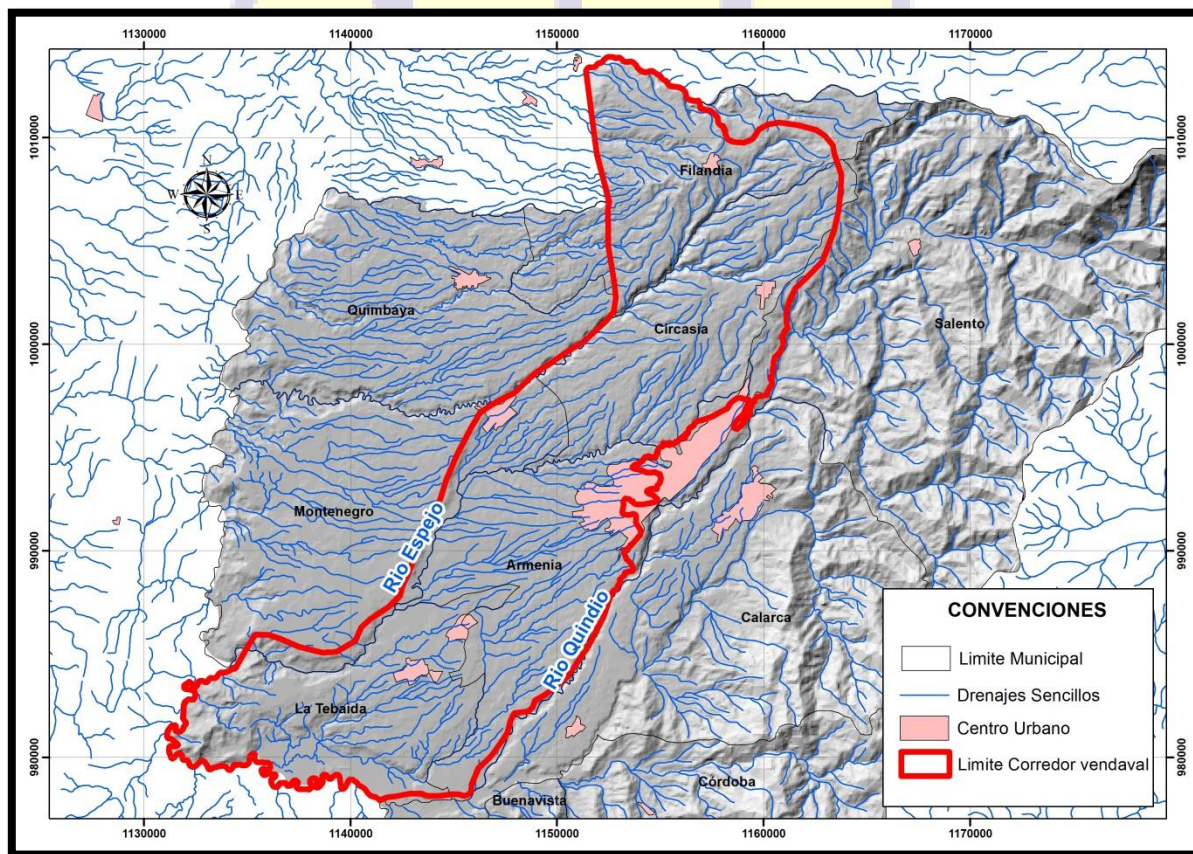 1130000 1140000 1150000 1160000 1170000
1010000 1010000
N
W E
S
Filandia
Quimbaya
Circasia
Salento
1000000 1000000
Montenegro
Rio Espejo
Armenia
990000 990000
Rio Quindio
Calarca
La Tebaida
980000 980000
Córdoba
Buenavista
CONVENCIONES
Limite Municipal
Drenajes Sencillos
Centro Urbano
Limite Corredor vendaval
1130000 1140000 1150000 1160000 1170000